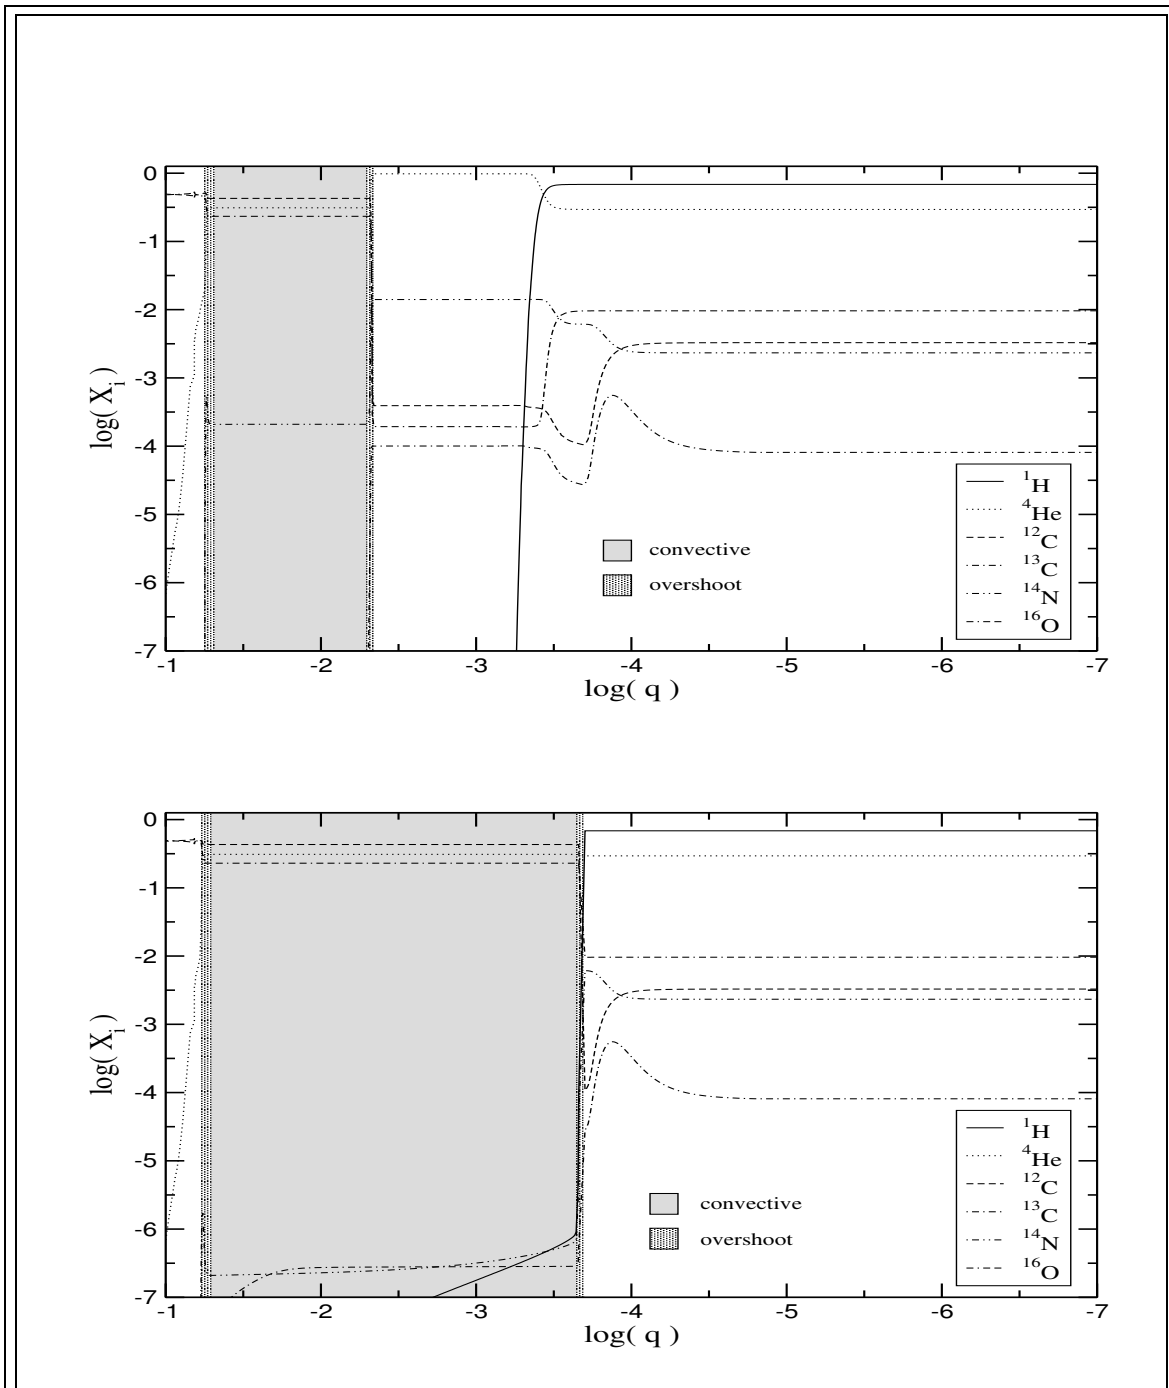 0
-1
-2
-3
-4
-5
-6
-7
log( X_i )
-1 -2 -3 -4 -5 -6 -7
log( q )
convective
overshoot
^1H
^4He
^12C
^13C
^14N
^16O
0
-1
-2
-3
-4
-5
-6
-7
log( X_i )
-1 -2 -3 -4 -5 -6 -7
log( q )
convective
overshoot
^1H
^4He
^12C
^13C
^14N
^16O